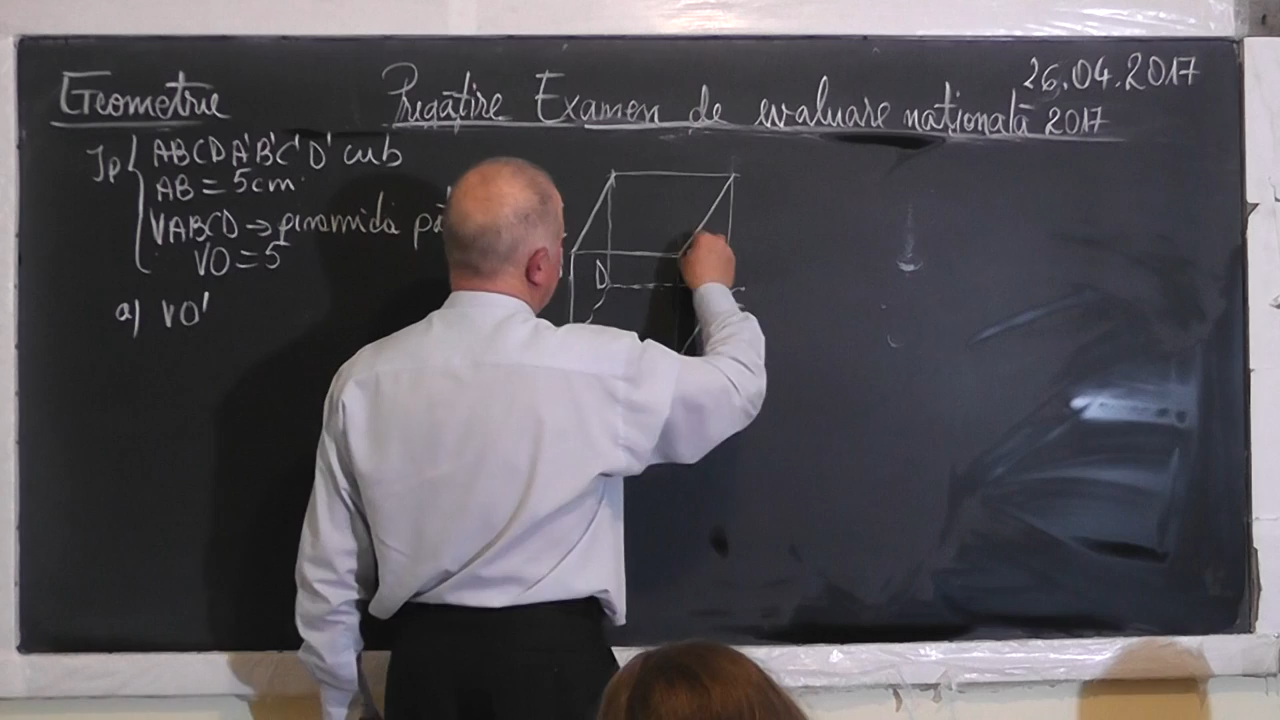 Geometrie
Pregătire Examen de evaluare națională 2017
26.04.2017
Ip
ABCDA'B'C'D' cub
AB = 5cm
VABCD → piramidă
VO = 5
a) VO'
D